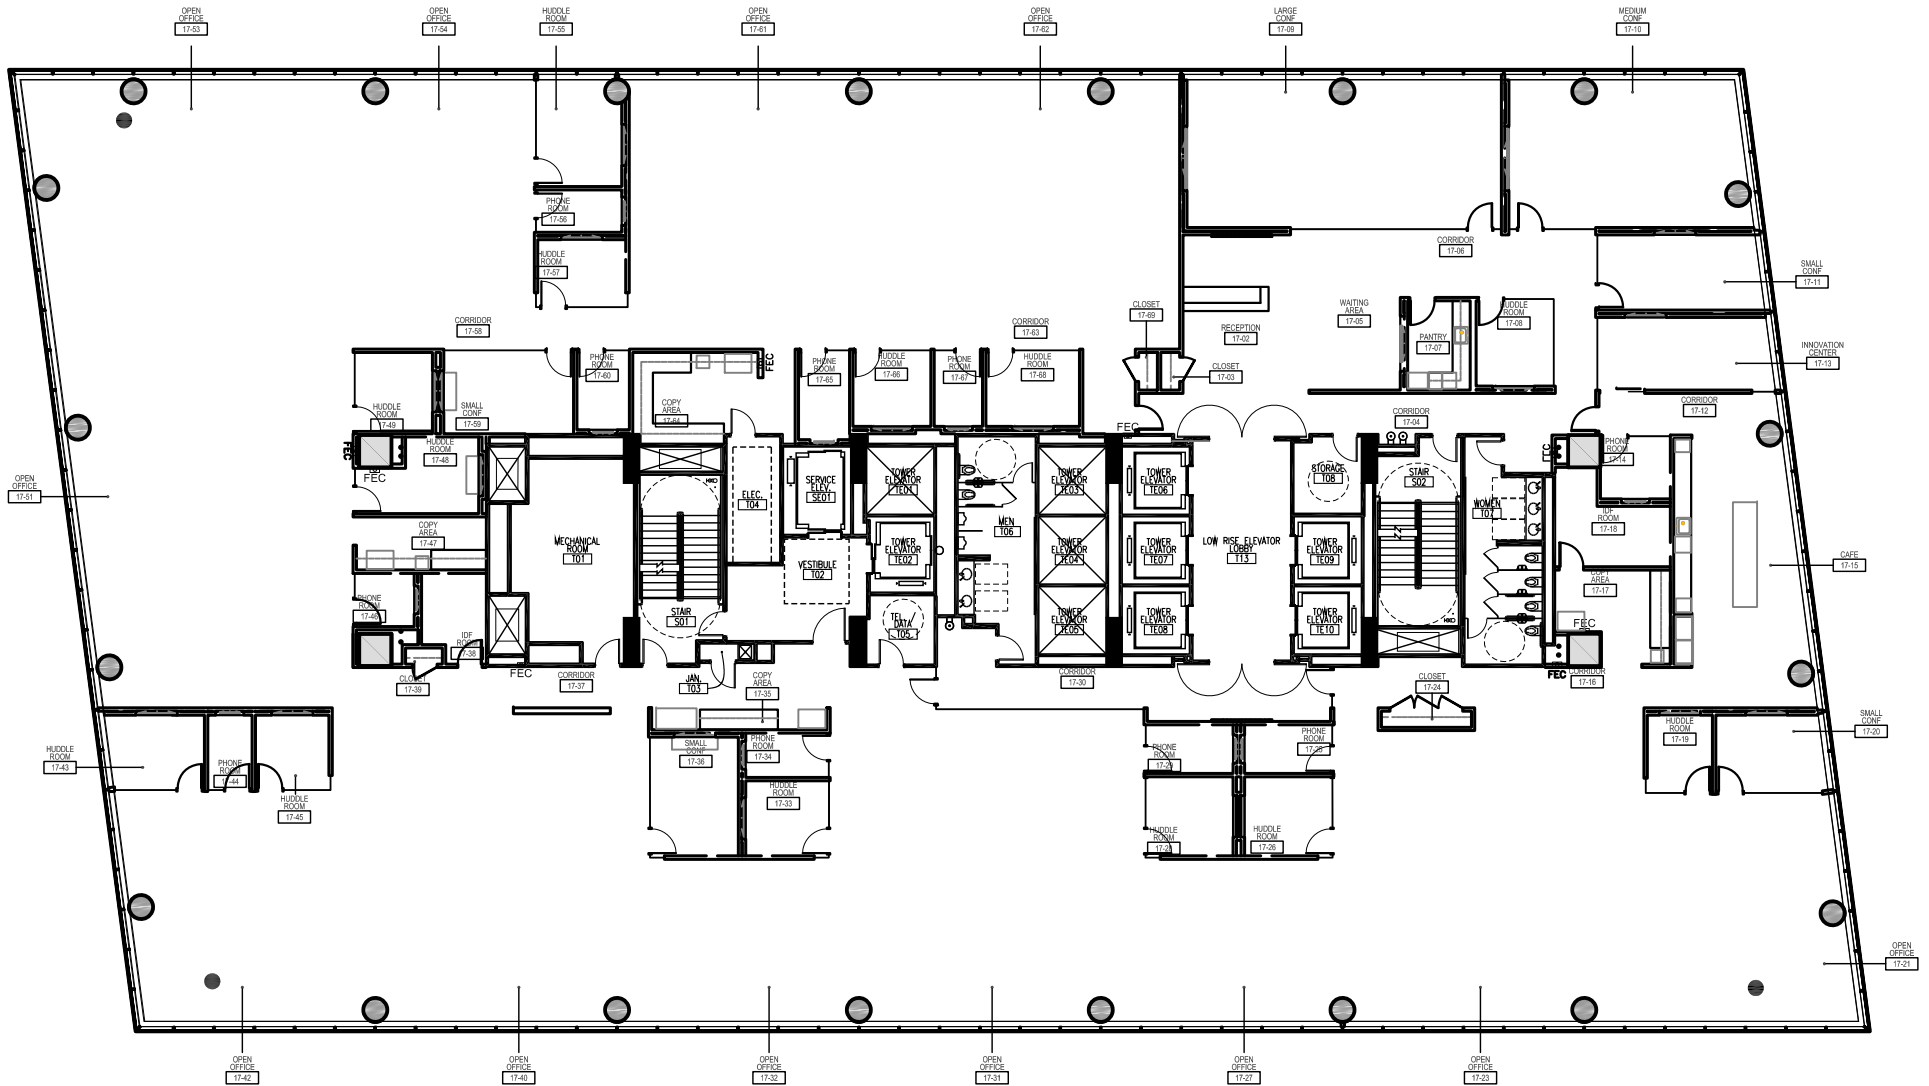 OPEN
OFFICE
17-53
OPEN
OFFICE
17-54
HUDDLE
ROOM
17-55
OPEN
OFFICE
17-61
OPEN
OFFICE
17-62
LARGE
CONF
17-09
MEDIUM
CONF
17-10
PHONE
ROOM
17-56
HUDDLE
ROOM
17-57
CORRIDOR
17-06
SMALL
CONF
17-11
CORRIDOR
17-58
CORRIDOR
17-63
CLOSET
17-69
RECEPTION
17-02
WAITING
AREA
17-05
PANTRY
17-07
HUDDLE
ROOM
17-08
INNOVATION
CENTER
17-13
PHONE
ROOM
17-60
FEC
PHONE
ROOM
17-65
HUDDLE
ROOM
17-66
PHONE
ROOM
17-67
HUDDLE
ROOM
17-68
CLOSET
17-03
HUDDLE
ROOM
17-49
SMALL
CONF
17-59
COPY
AREA
17-64
CORRIDOR
17-04
CORRIDOR
17-12
FEC
FEC
HUDDLE
ROOM
17-48
FEC
FEC
PHONE
ROOM
17-14
OPEN
OFFICE
17-51
ELEC.
T04
SERVICE
ELEV.
SE01
TOWER
ELEVATOR
TE01
MEN
T06
TOWER
ELEVATOR
TE03
TOWER
ELEVATOR
TE06
STORAGE
T08
STAIR
S02
WOMEN
T07
IDF
ROOM
17-18
COPY
AREA
17-47
MECHANICAL
ROOM
T01
VESTIBULE
T02
TOWER
ELEVATOR
TE02
TOWER
ELEVATOR
TE04
TOWER
ELEVATOR
TE07
LOW RISE ELEVATOR
LOBBY
T13
TOWER
ELEVATOR
TE09
CAFE
17-15
COPY
AREA
17-17
PHONE
ROOM
17-46
STAIR
S01
TEL /
DATA
T05
TOWER
ELEVATOR
TE05
TOWER
ELEVATOR
TE08
TOWER
ELEVATOR
TE10
FEC
IDF
ROOM
17-38
CLOSET
17-39
FEC
CORRIDOR
17-37
JAN.
T03
COPY
AREA
17-35
CORRIDOR
17-30
CLOSET
17-24
FEC
CORRIDOR
17-16
HUDDLE
ROOM
17-43
PHONE
ROOM
17-44
HUDDLE
ROOM
17-45
SMALL
CONF
17-36
PHONE
ROOM
17-34
HUDDLE
ROOM
17-33
PHONE
ROOM
17-29
PHONE
ROOM
17-25
HUDDLE
ROOM
17-28
HUDDLE
ROOM
17-26
HUDDLE
ROOM
17-19
SMALL
CONF
17-20
OPEN
OFFICE
17-21
OPEN
OFFICE
17-42
OPEN
OFFICE
17-40
OPEN
OFFICE
17-32
OPEN
OFFICE
17-31
OPEN
OFFICE
17-27
OPEN
OFFICE
17-23